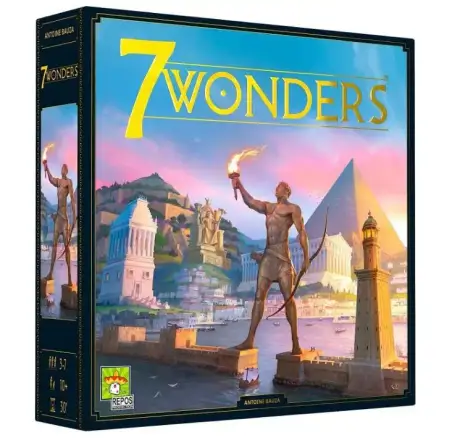 ANTOINE BAUZA
7 WONDERS
3-7
10+
30'
7 WONDERS
REPOS
ANTOINE BAUZA